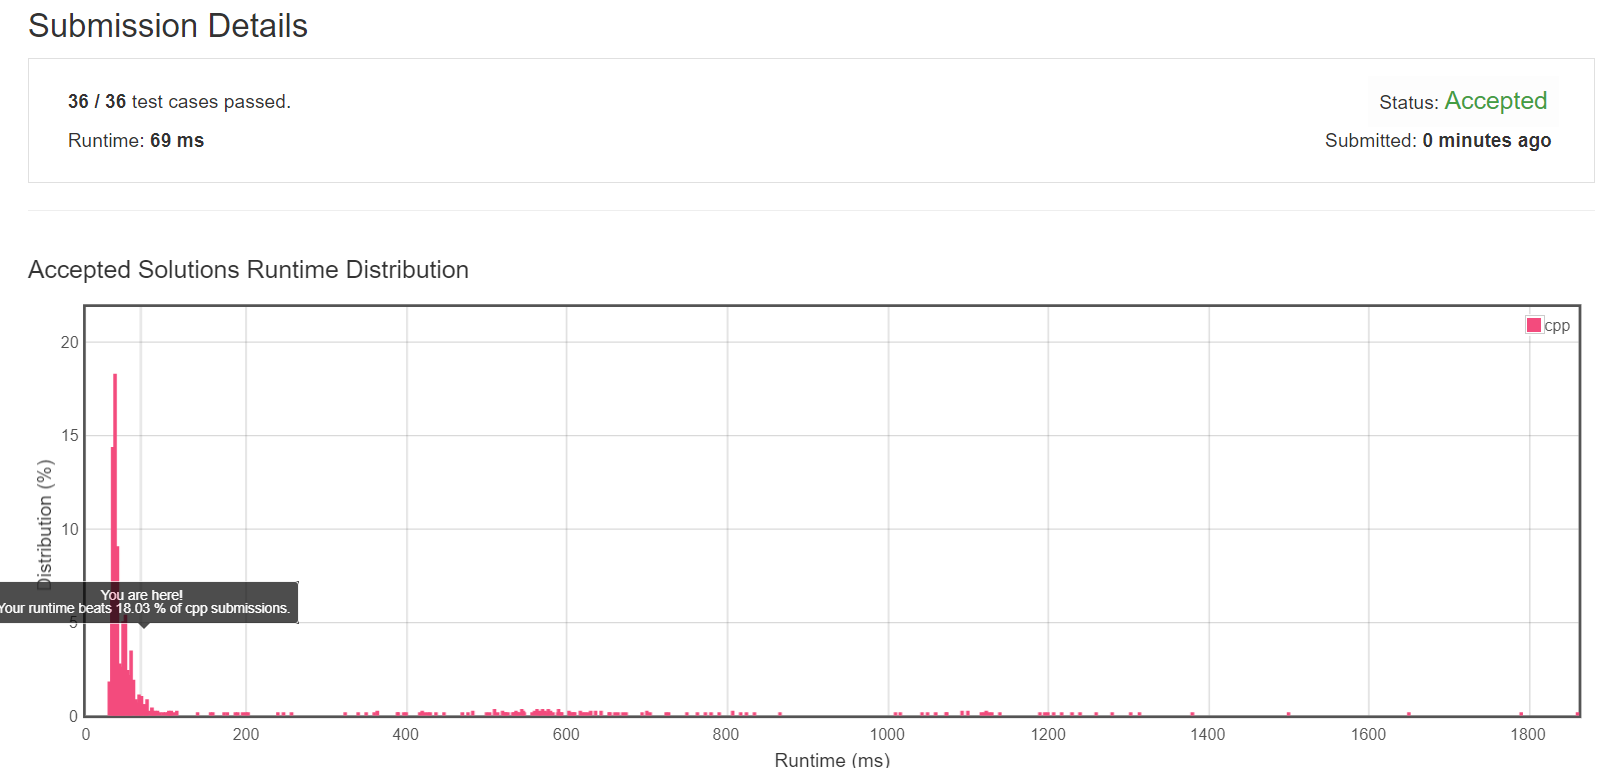 Submission Details
36 / 36 test cases passed.
Status: Accepted
Runtime: 69 ms
Submitted: 0 minutes ago
Accepted Solutions Runtime Distribution
cpp
20
15
10
5
0
Distribution (%)
You are here!
Your runtime beats 18.03 % of cpp submissions.
0 200 400 600 800 1000 1200 1400 1600 1800
Runtime (ms)